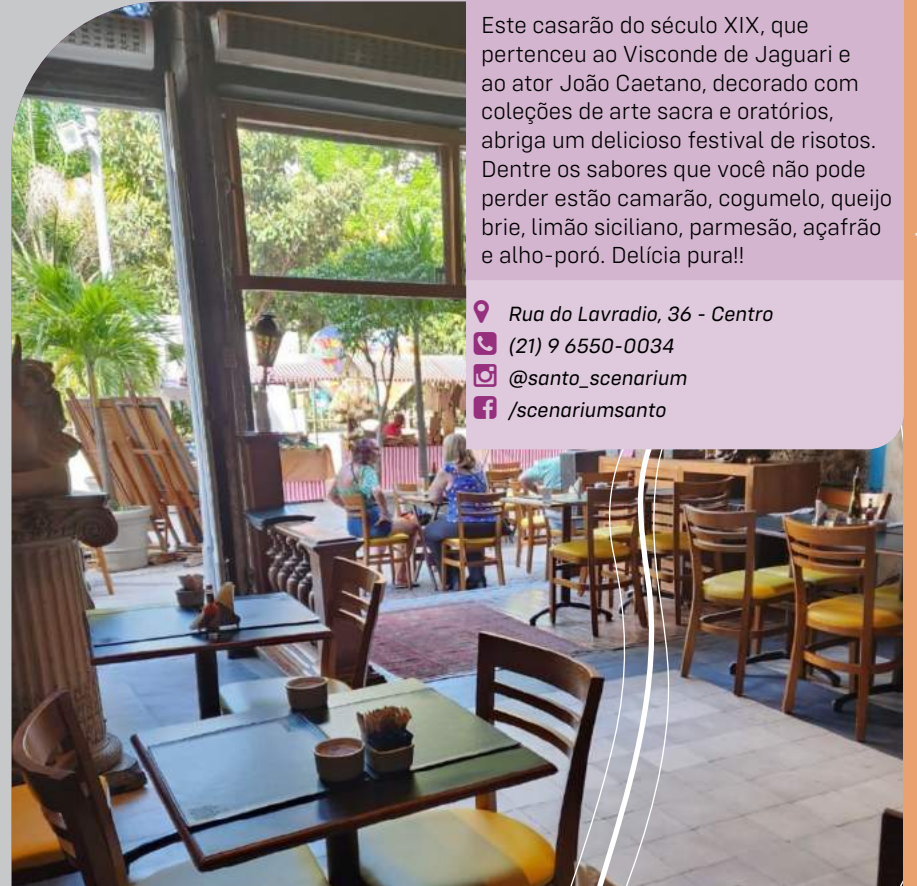 Este casarão do século XIX, que
pertenceu ao Visconde de Jaguari e
ao ator João Caetano, decorado com
coleções de arte sacra e oratórios,
abriga um delicioso festival de risotos.
Dentre os sabores que você não pode
perder estão camarão, cogumelo, queijo
brie, limão siciliano, parmesão, açafrão
e alho-poró. Delícia pura!!
Rua do Lavradio, 36 - Centro
(21) 9 6550-0034
@santo_scenarium
/scenariumsanto